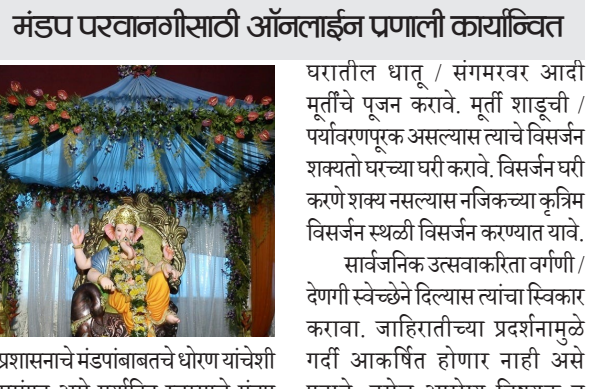 मंडप परवानगीसाठी ऑनलाईन प्रणाली कार्यान्वित
प्रशासनाचे मंडपांबाबतचे धोरण यांचेशी
घरातील धातू / संगमरवर आदी
मूर्तींचे पूजन करावे. मूर्ती शाडूची /
पर्यावरणपूरक असल्यास त्याचे विसर्जन
शक्यतो घरच्या घरी करावे. विसर्जन घरी
करणे शक्य नसल्यास नजिकच्या कृत्रिम
विसर्जन स्थळी विसर्जन करण्यात यावे.
सार्वजनिक उत्सवाकरिता वर्गणी /
देणगी स्वेच्छेने दिल्यास त्यांचा स्विकार
करावा. जाहिरातीच्या प्रदर्शनामुळे
गर्दी आकर्षित होणार नाही असे